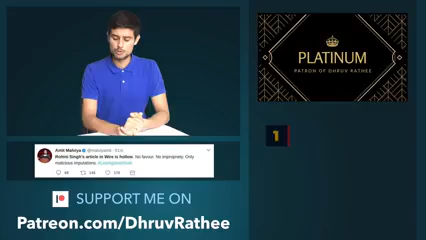 PLATINUM
PATRON OF DHRUV RATHEE
1
Amit Malviya @malviyamit
Rohini Singh's article in Wire is hollow. No favour. No impropriety. Only
malicious imputations.
SUPPORT ME ON
Patreon.com/DhruvRathee